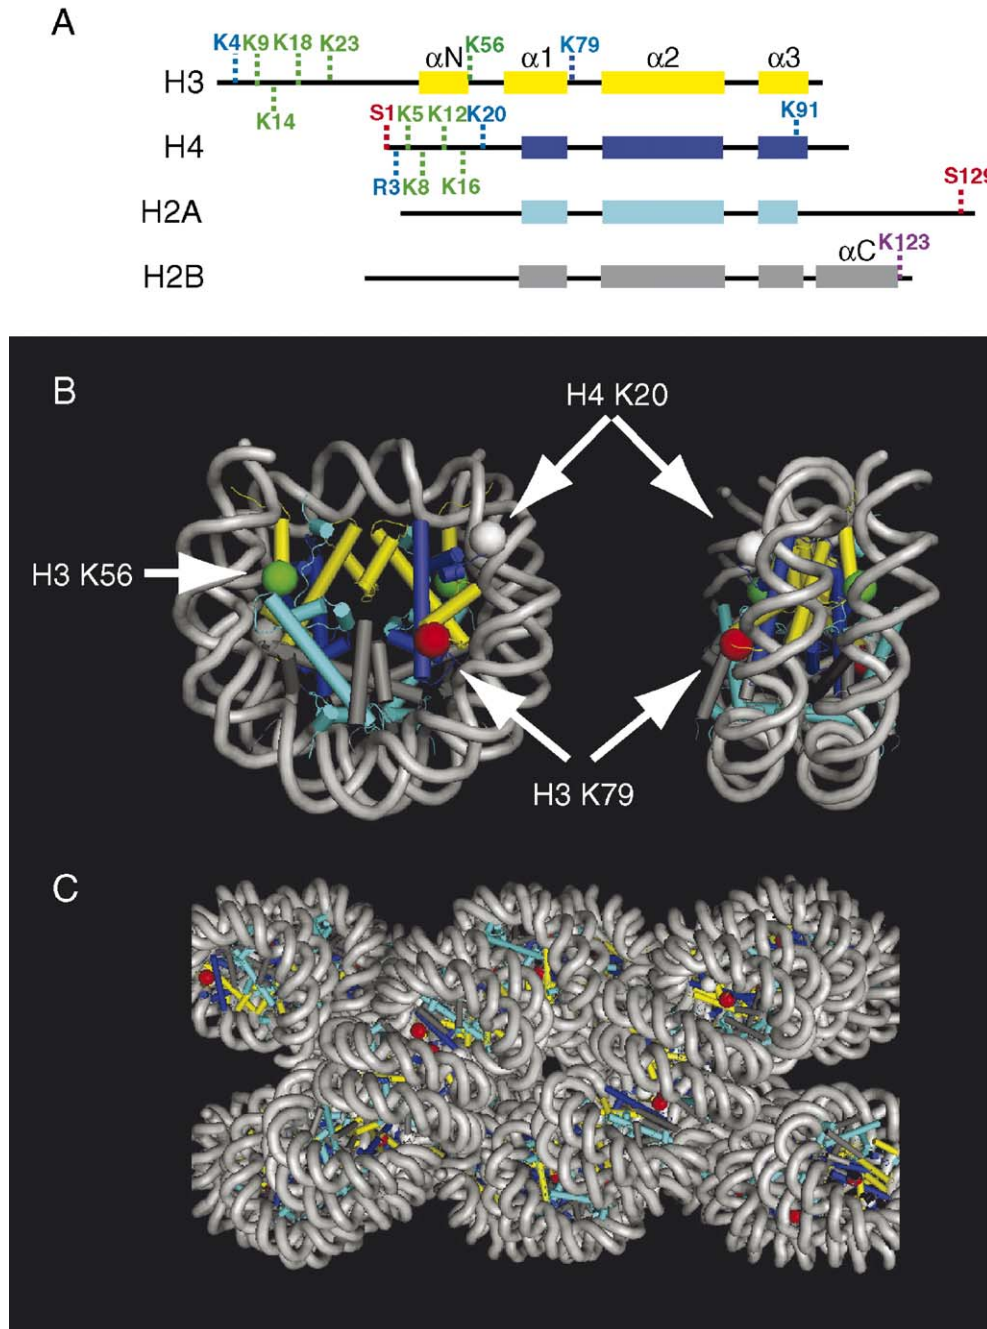 A
K4 K9 K18 K23 αN K56 α1 K79 α2 α3
H3
K14
S1 K5 K12 K20 K91
H4
R3 K8 K16
S129
H2A
αC K123
H2B
B
H4 K20
H3 K56
H3 K79
C